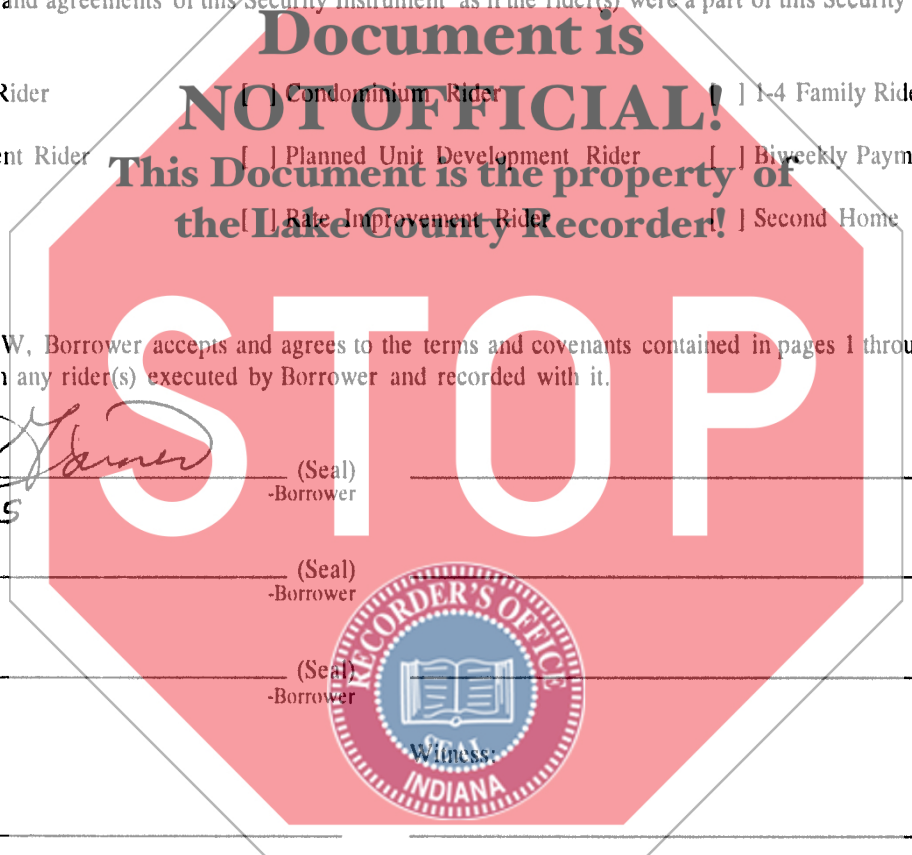 and agreements of this Security Instrument as if the rider(s) were a part of this Security
Document is
Rider [ ] Condominium Rider [ ] 1-4 Family Ride
NOT OFFICIAL!
nt Rider [ ] Planned Unit Development Rider [ ] Biweekly Paym
This Document is the property of
[ ] Rate Improvement Rider [ ] Second Home
the Lake County Recorder!
STOP
W, Borrower accepts and agrees to the terms and covenants contained in pages 1 throu
any rider(s) executed by Borrower and recorded with it.
(Seal)
-Borrower
S
(Seal)
-Borrower
RECORDER'S OFFICE
(Seal)
-Borrower
SEAL
Witness:
INDIANA